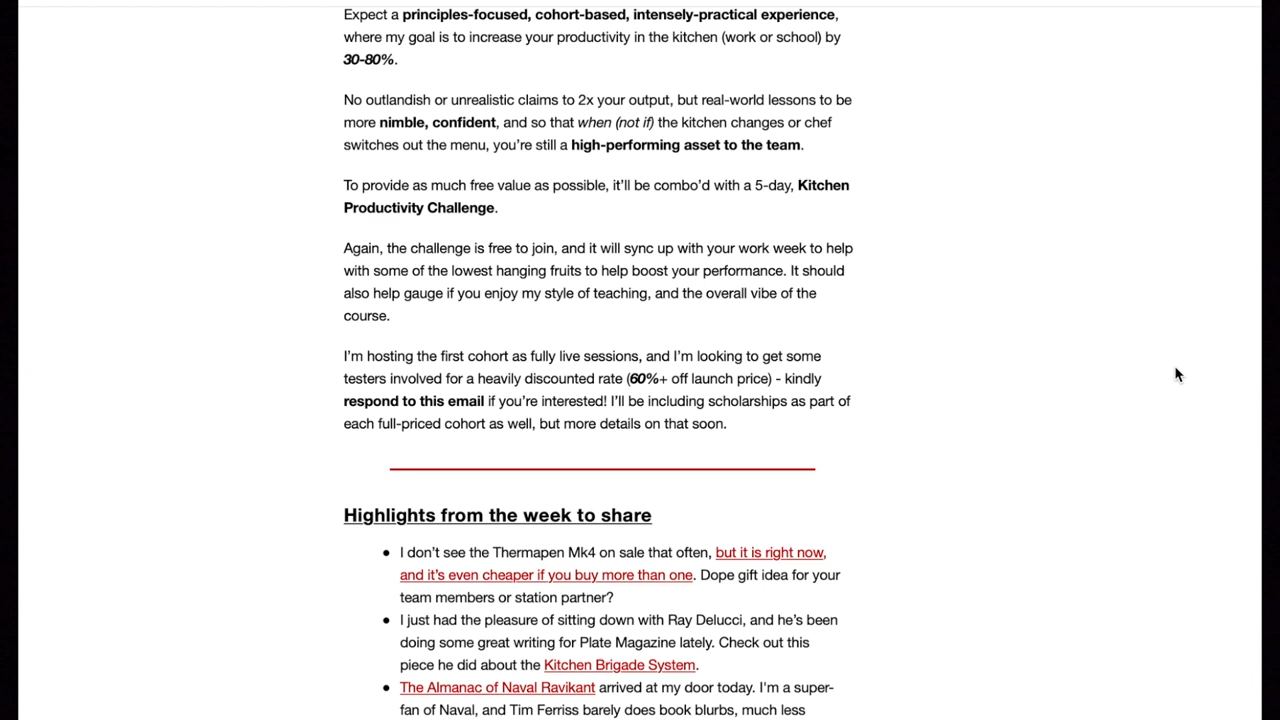 Expect a principles-focused, cohort-based, intensely-practical experience,
where my goal is to increase your productivity in the kitchen (work or school) by
30-80%.
No outlandish or unrealistic claims to 2x your output, but real-world lessons to be
more nimble, confident, and so that when (not if) the kitchen changes or chef
switches out the menu, you’re still a high-performing asset to the team.
To provide as much free value as possible, it’ll be combo’d with a 5-day, Kitchen
Productivity Challenge.
Again, the challenge is free to join, and it will sync up with your work week to help
with some of the lowest hanging fruits to help boost your performance. It should
also help gauge if you enjoy my style of teaching, and the overall vibe of the
course.
I’m hosting the first cohort as fully live sessions, and I’m looking to get some
testers involved for a heavily discounted rate (60%+ off launch price) - kindly
respond to this email if you’re interested! I’ll be including scholarships as part of
each full-priced cohort as well, but more details on that soon.
Highlights from the week to share
● I don’t see the Thermapen Mk4 on sale that often, but it is right now,
and it’s even cheaper if you buy more than one. Dope gift idea for your
team members or station partner?
● I just had the pleasure of sitting down with Ray Delucci, and he’s been
doing some great writing for Plate Magazine lately. Check out this
piece he did about the Kitchen Brigade System.
● The Almanac of Naval Ravikant arrived at my door today. I'm a super-
fan of Naval, and Tim Ferriss barely does book blurbs, much less